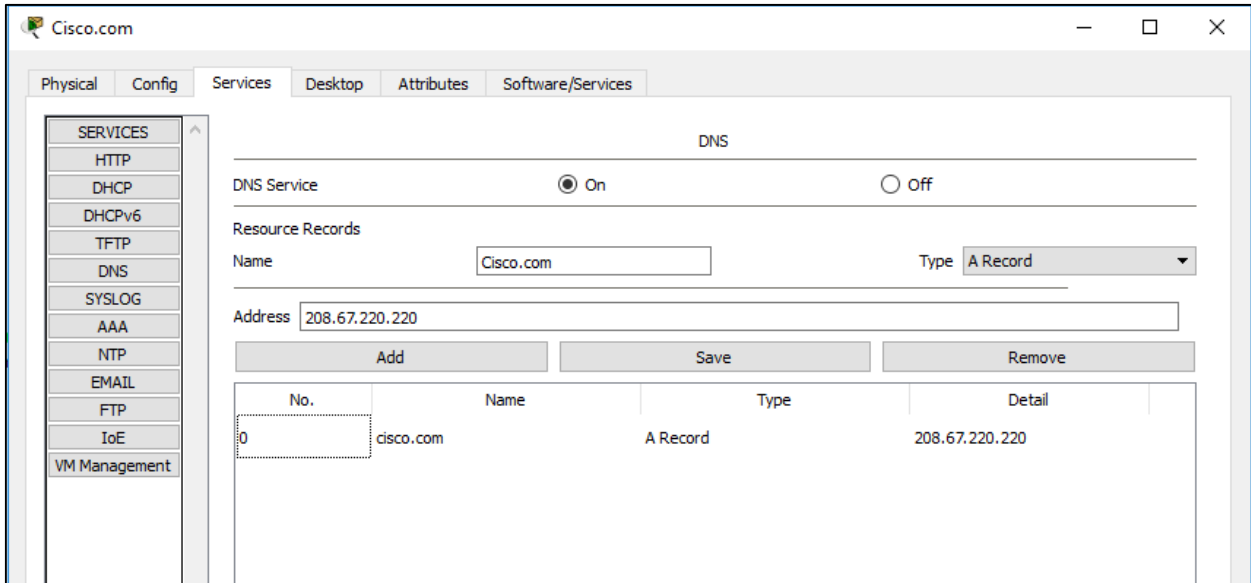 Cisco.com
Physical Config Services Desktop Attributes Software/Services
SERVICES
HTTP
DHCP
DHCPv6
TFTP
DNS
SYSLOG
AAA
NTP
EMAIL
FTP
IoE
VM Management
DNS
DNS Service On Off
Resource Records
Name Cisco.com Type A Record
Address 208.67.220.220
Add Save Remove
No. Name Type Detail
0 cisco.com A Record 208.67.220.220